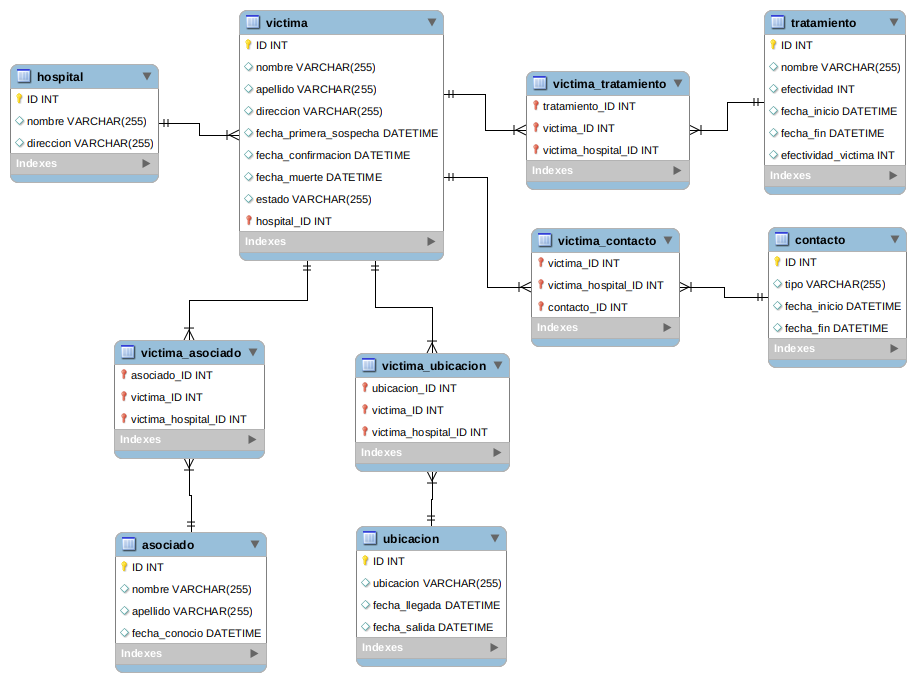 hospital
ID INT
nombre VARCHAR(255)
direccion VARCHAR(255)
Indexes
victima
ID INT
nombre VARCHAR(255)
apellido VARCHAR(255)
direccion VARCHAR(255)
fecha_primera_sospecha DATETIME
fecha_confirmacion DATETIME
fecha_muerte DATETIME
estado VARCHAR(255)
hospital_ID INT
Indexes
victima_tratamiento
tratamiento_ID INT
victima_ID INT
victima_hospital_ID INT
Indexes
tratamiento
ID INT
nombre VARCHAR(255)
efectividad INT
fecha_inicio DATETIME
fecha_fin DATETIME
efectividad_victima INT
Indexes
victima_contacto
victima_ID INT
victima_hospital_ID INT
contacto_ID INT
Indexes
contacto
ID INT
tipo VARCHAR(255)
fecha_inicio DATETIME
fecha_fin DATETIME
Indexes
victima_asociado
asociado_ID INT
victima_ID INT
victima_hospital_ID INT
Indexes
victima_ubicacion
ubicacion_ID INT
victima_ID INT
victima_hospital_ID INT
Indexes
asociado
ID INT
nombre VARCHAR(255)
apellido VARCHAR(255)
fecha_conocio DATETIME
Indexes
ubicacion
ID INT
ubicacion VARCHAR(255)
fecha_llegada DATETIME
fecha_salida DATETIME
Indexes